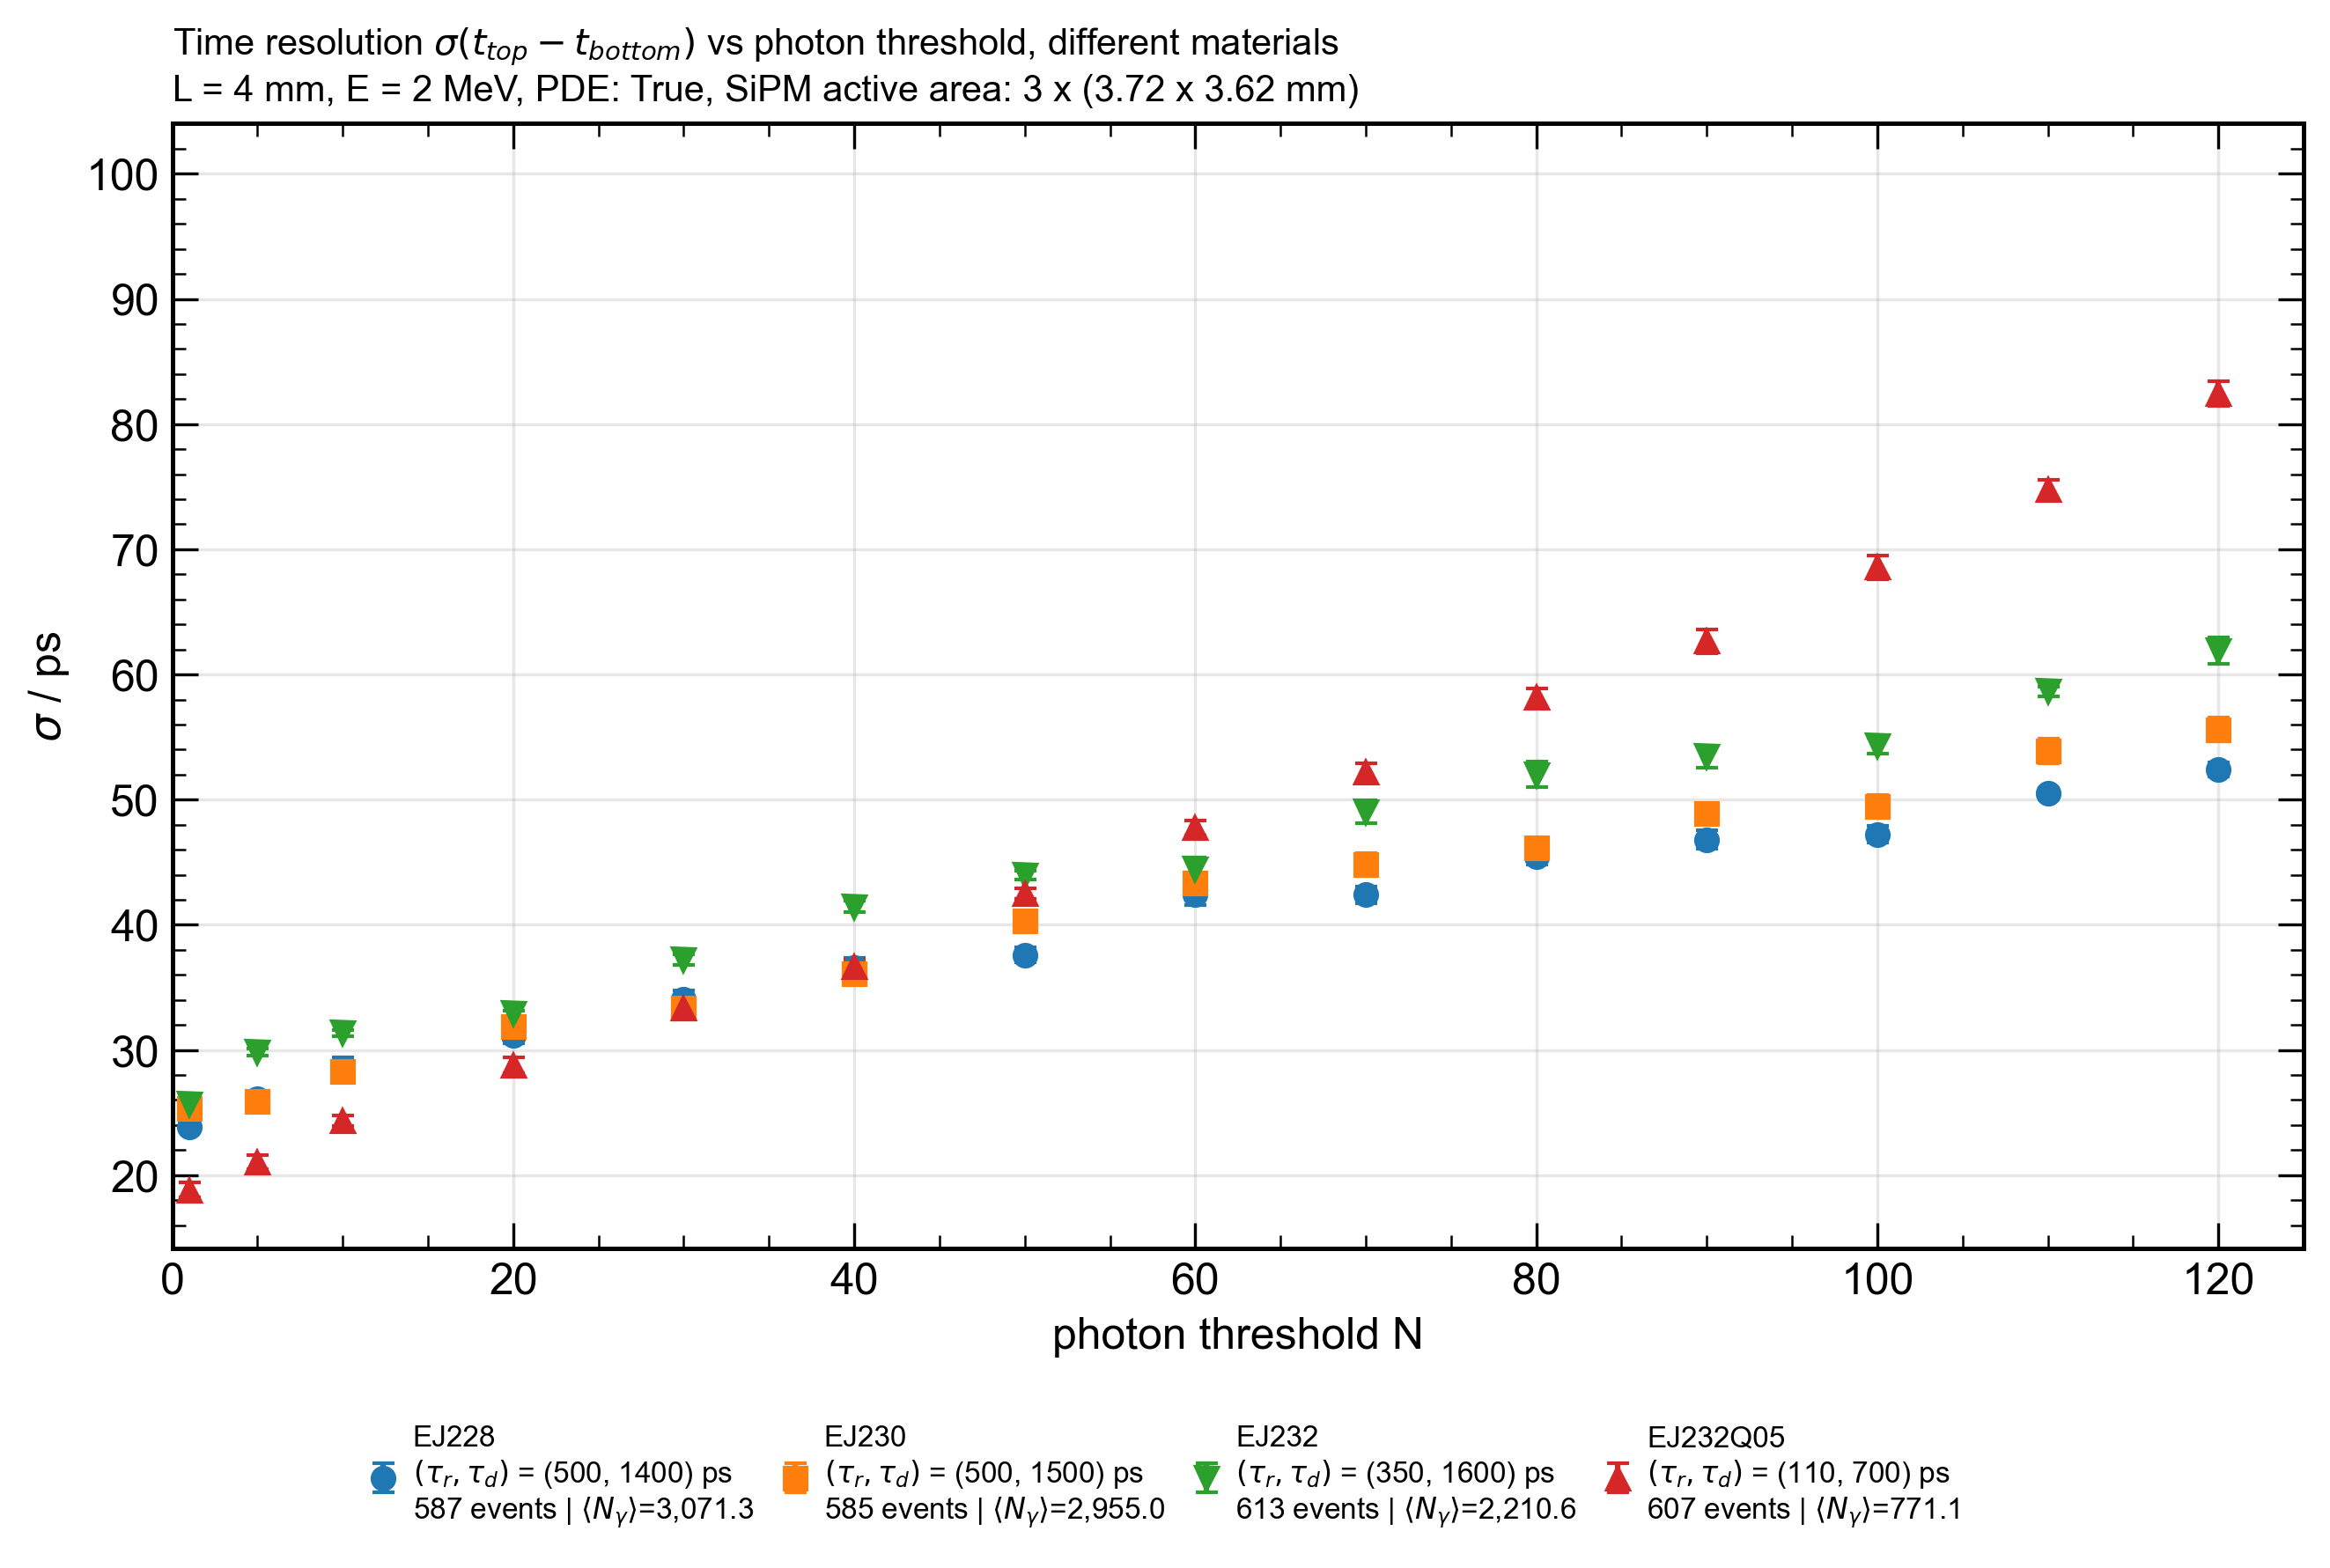 Time resolution σ(t_top − t_bottom) vs photon threshold, different materials
L = 4 mm, E = 2 MeV, PDE: True, SiPM active area: 3 x (3.72 x 3.62 mm)
100
90
80
70
60
50
40
30
20
σ / ps
0 20 40 60 80 100 120
photon threshold N
EJ228
(τ_r, τ_d) = (500, 1400) ps
587 events | ⟨N_γ⟩=3,071.3
EJ230
(τ_r, τ_d) = (500, 1500) ps
585 events | ⟨N_γ⟩=2,955.0
EJ232
(τ_r, τ_d) = (350, 1600) ps
613 events | ⟨N_γ⟩=2,210.6
EJ232Q05
(τ_r, τ_d) = (110, 700) ps
607 events | ⟨N_γ⟩=771.1